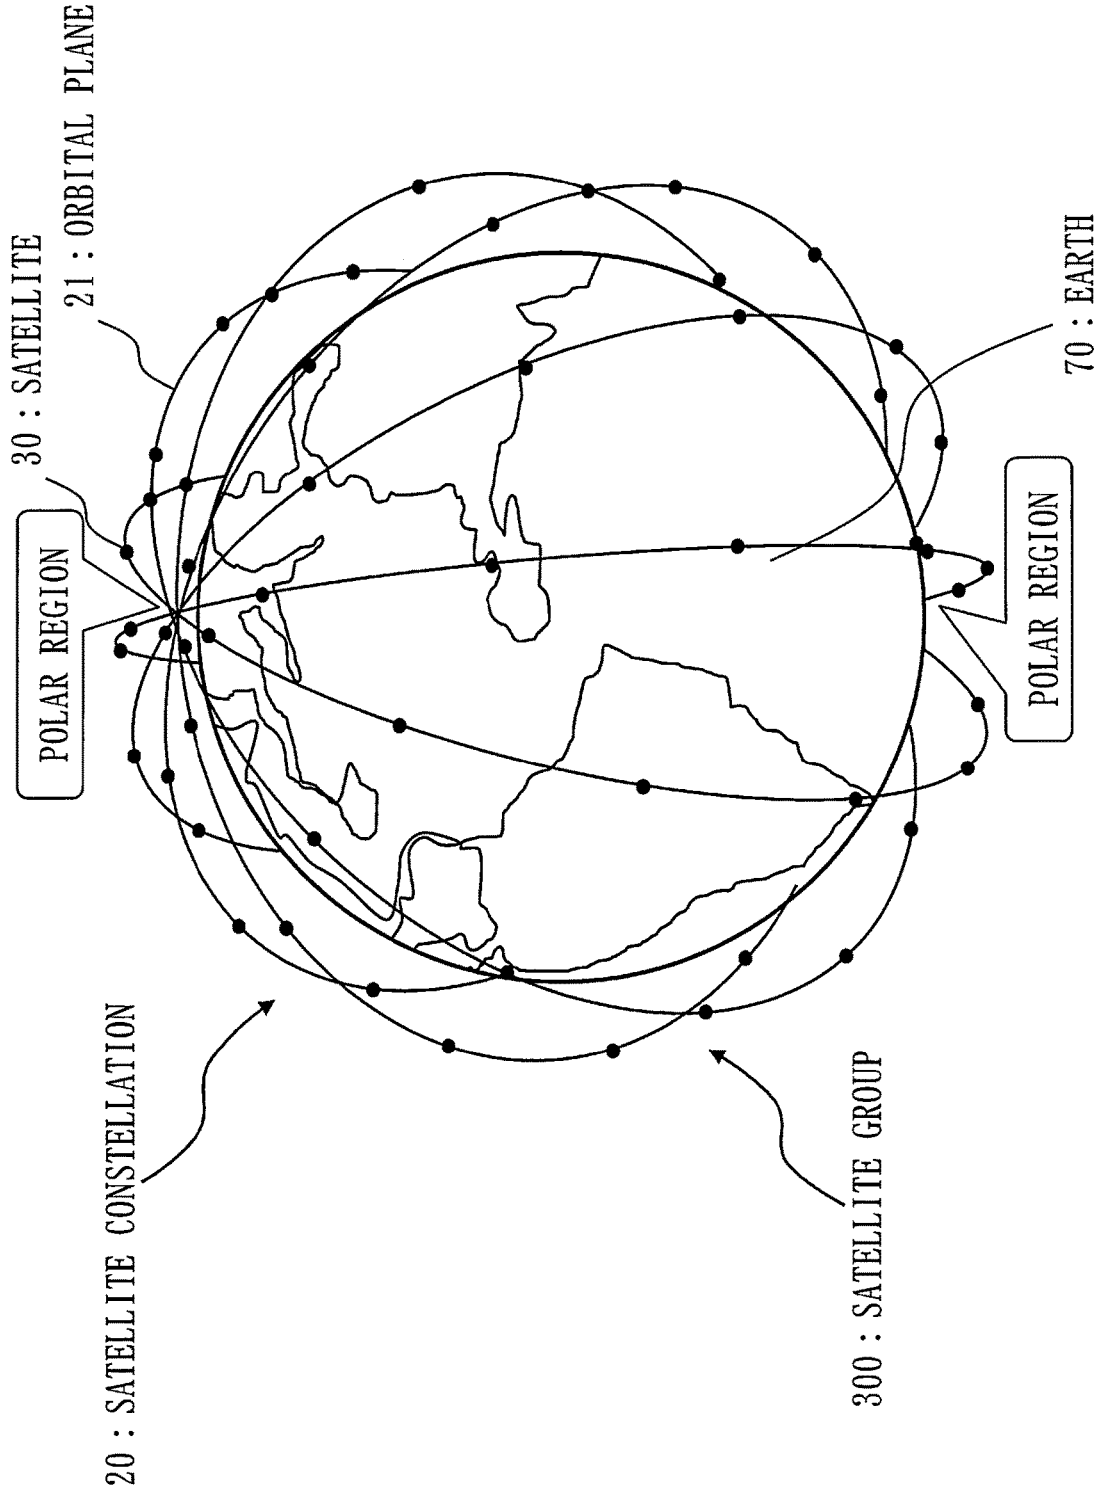 30 : SATELLITE
21 : ORBITAL PLANE
POLAR REGION
20 : SATELLITE CONSTELLATION
300 : SATELLITE GROUP
70 : EARTH
POLAR REGION